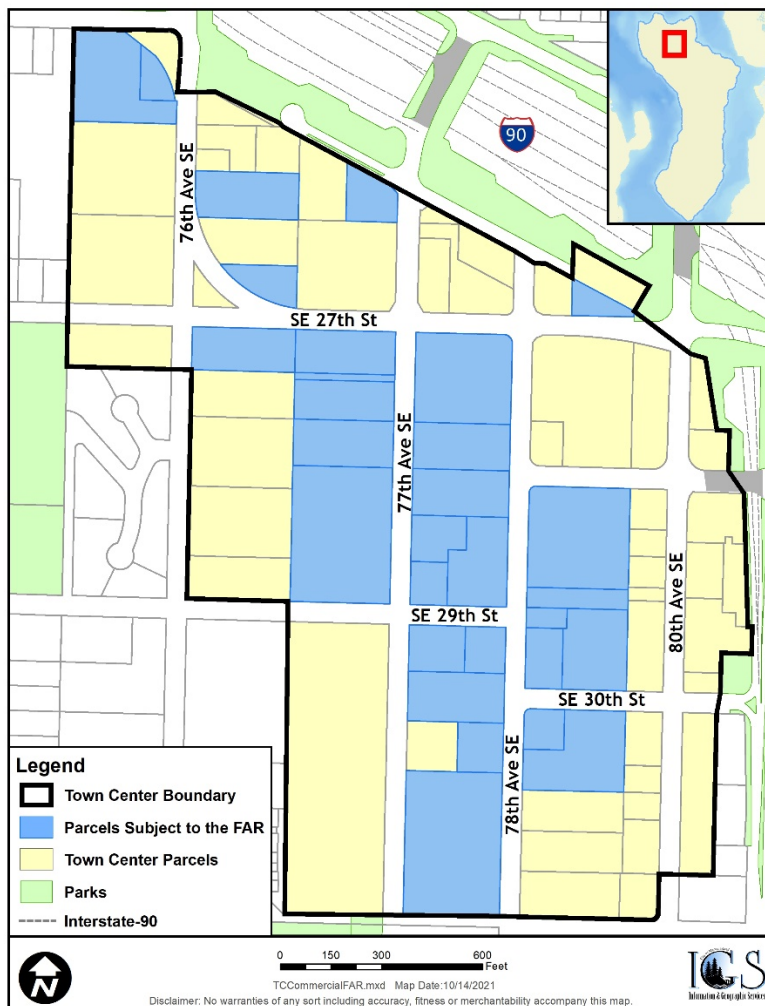 90
76th Ave SE
SE 27th St
77th Ave SE
SE 29th St
80th Ave SE
SE 30th St
78th Ave SE
Legend
Town Center Boundary
Parcels Subject to the FAR
Town Center Parcels
Parks
Interstate-90
N
0 150 300 600
Feet
TCCommercialFAR.mxd Map Date:10/14/2021
Disclaimer: No warranties of any sort including accuracy, fitness or merchantability accompany this map.
IGS
Information & Geographic Services